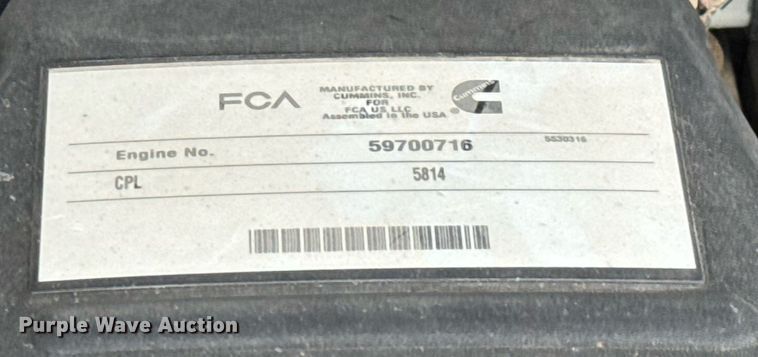 FCA
MANUFACTURED BY
CUMMINS, INC.
FOR
FCA US LLC
Assembled in the USA
Cummins
®
Engine No. 59700716 5530316
CPL 5814
Purple Wave Auction